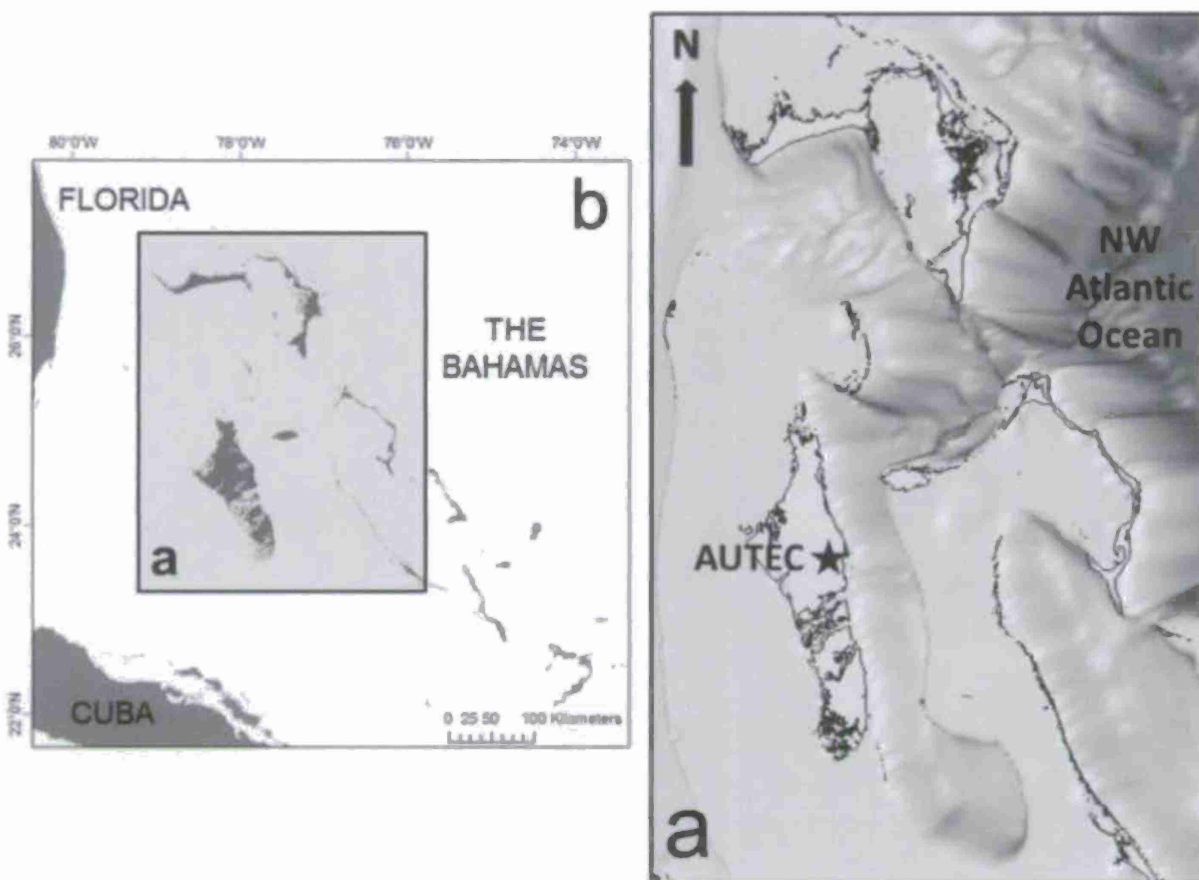 80°0'W 78°0'W 76°0'W 74°0'W
FLORIDA
b
26°0'N
THE
BAHAMAS
a
24°0'N
22°0'N
CUBA
0 25 50 100 Kilometers
N
NW
Atlantic
Ocean
AUTEC
a